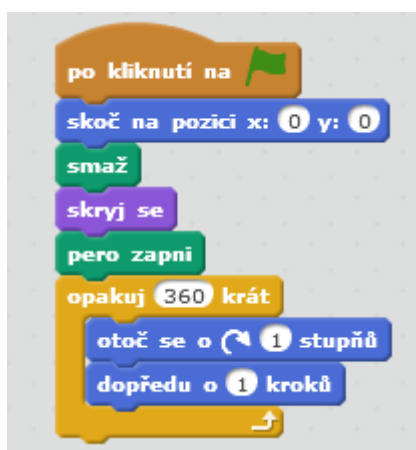 po kliknutí na
skoč na pozici x: 0 y: 0
smaž
skryj se
pero zapni
opakuj 360 krát
otoč se o 1 stupňů
dopředu o 1 kroků